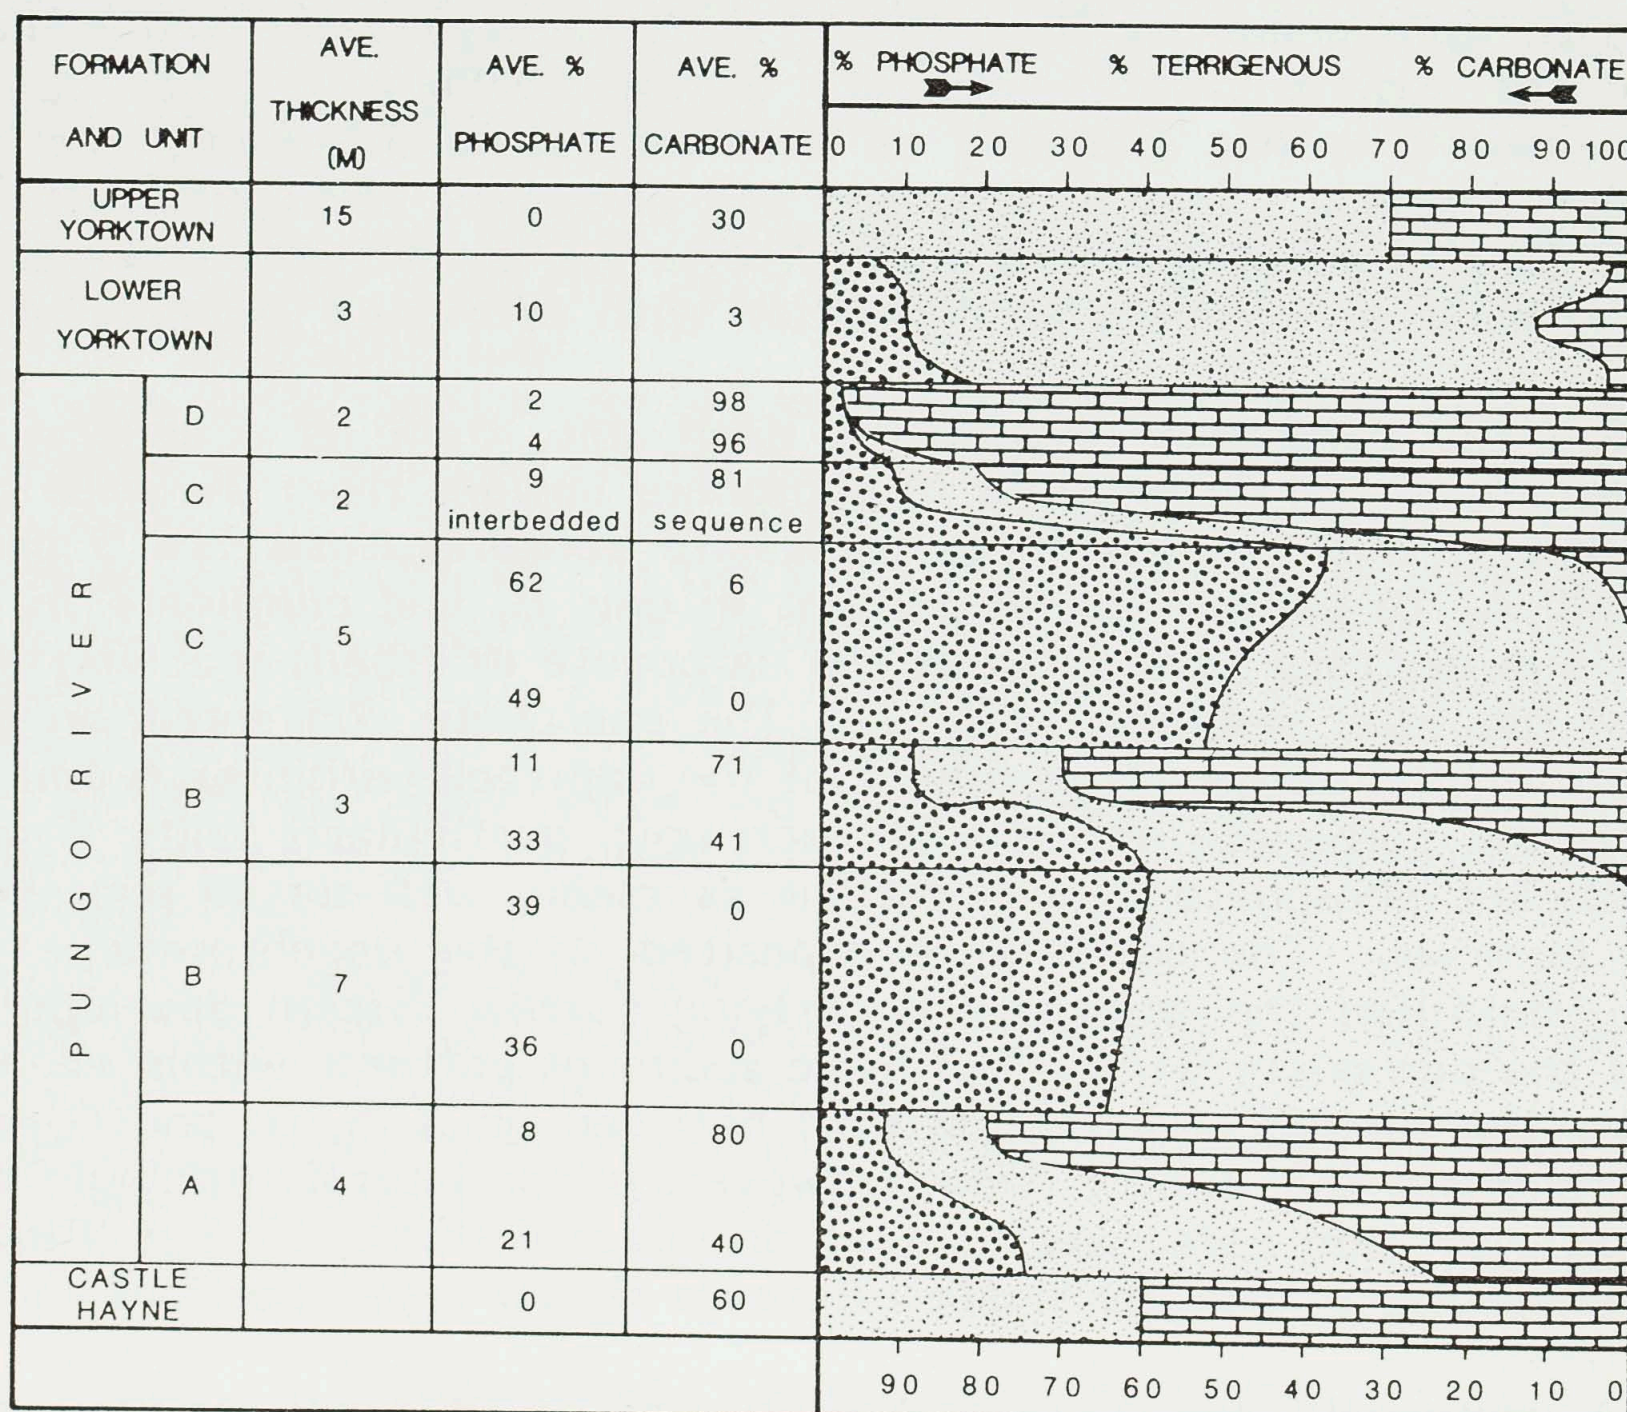 FORMATION AND UNIT
AVE. THICKNESS (M)
AVE. % PHOSPHATE
AVE. % CARBONATE
% PHOSPHATE % TERRIGENOUS % CARBONATE
0 10 20 30 40 50 60 70 80 90 100
UPPER YORKTOWN 15 0 30
LOWER YORKTOWN 3 10 3
PUNGO RIVER
D 2 2 98
4 96
C 2 9 81
interbedded sequence
C 5 62 6
49 0
B 3 11 71
33 41
B 7 39 0
36 0
A 4 8 80
21 40
CASTLE HAYNE 0 60
90 80 70 60 50 40 30 20 10 0